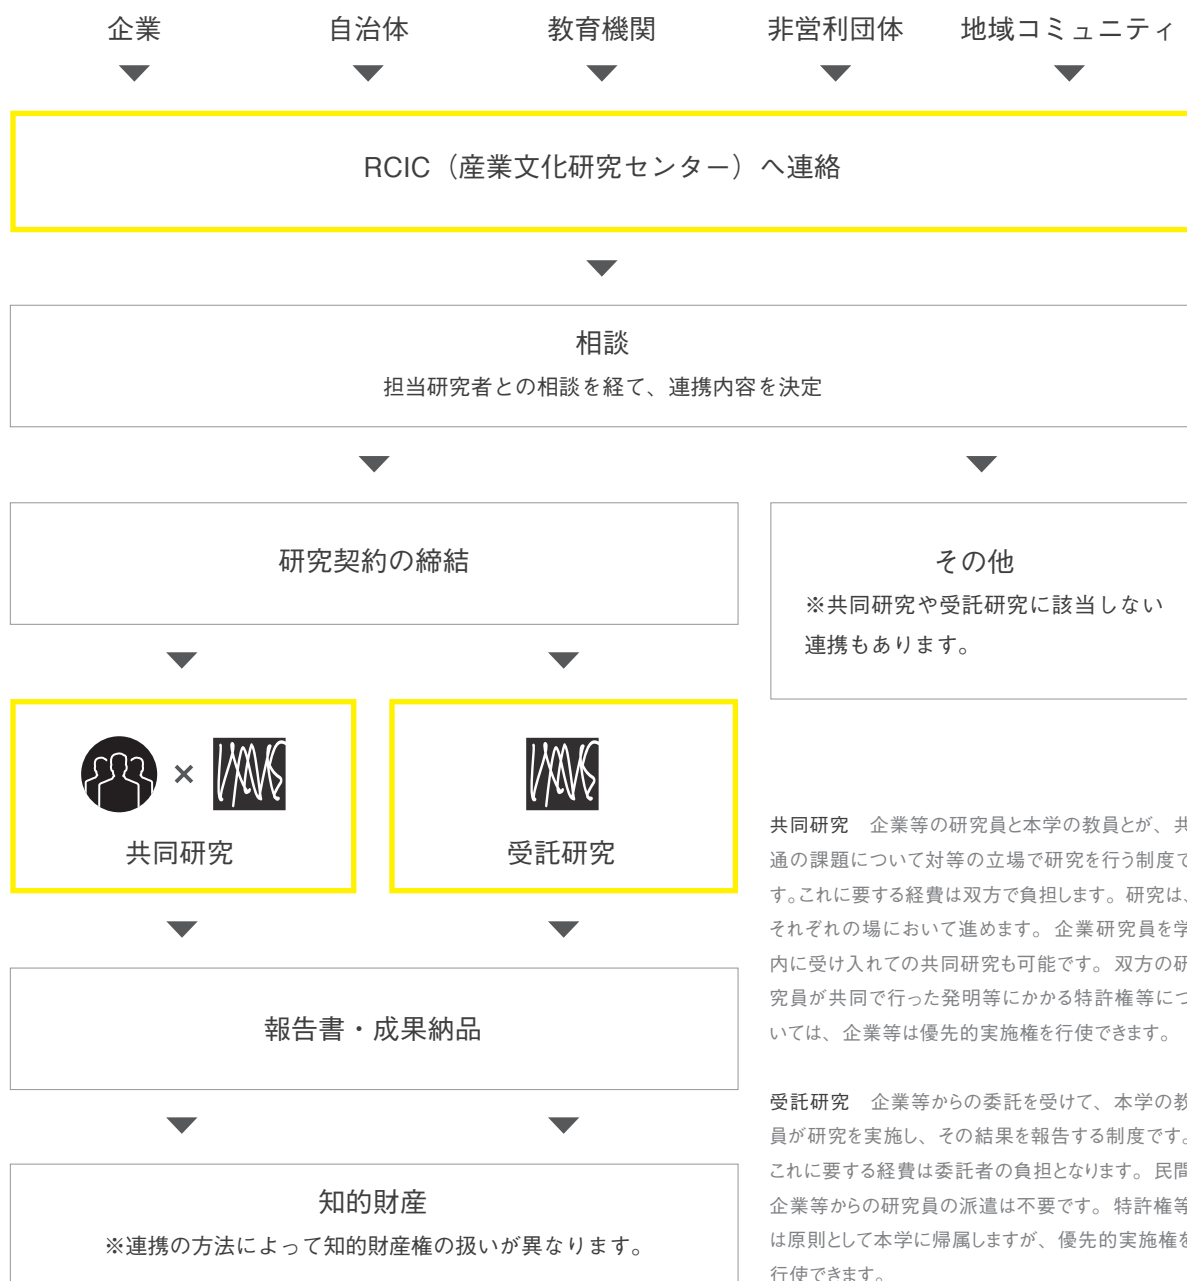 企業 自治体 教育機関 非営利団体 地域コミュニティ
RCIC（産業文化研究センター）へ連絡
相談
担当研究者との相談を経て、連携内容を決定
研究契約の締結
その他
※共同研究や受託研究に該当しない
連携もあります。
×
共同研究
受託研究
報告書・成果納品
知的財産
※連携の方法によって知的財産権の扱いが異なります。
共同研究　企業等の研究員と本学の教員とが、共
通の課題について対等の立場で研究を行う制度で
す。これに要する経費は双方で負担します。研究は、
それぞれの場において進めます。企業研究員を学
内に受け入れての共同研究も可能です。双方の研
究員が共同で行った発明等にかかる特許権等につ
いては、企業等は優先的実施権を行使できます。
受託研究　企業等からの委託を受けて、本学の教
員が研究を実施し、その結果を報告する制度です。
これに要する経費は委託者の負担となります。民間
企業等からの研究員の派遣は不要です。特許権等
は原則として本学に帰属しますが、優先的実施権を
行使できます。